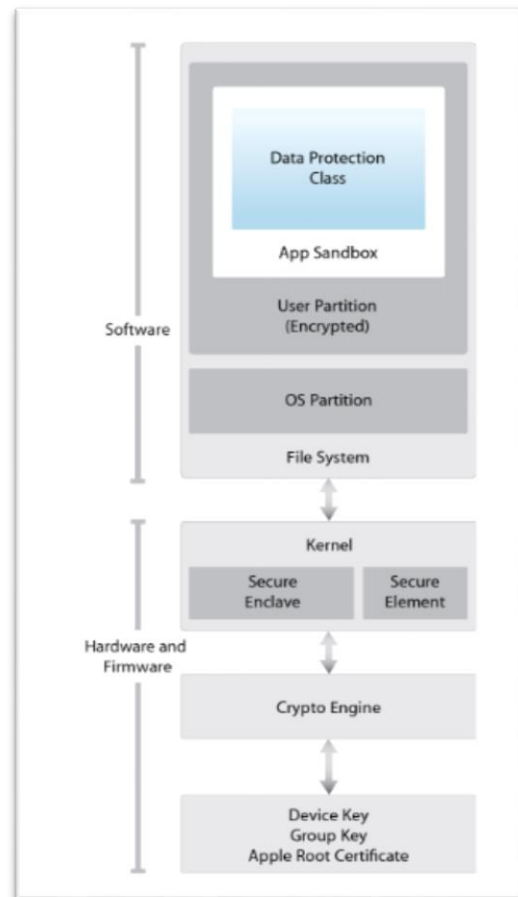 Data Protection
Class
App Sandbox
User Partition
(Encrypted)
Software
OS Partition
File System
Kernel
Secure
Enclave
Secure
Element
Hardware and
Firmware
Crypto Engine
Device Key
Group Key
Apple Root Certificate